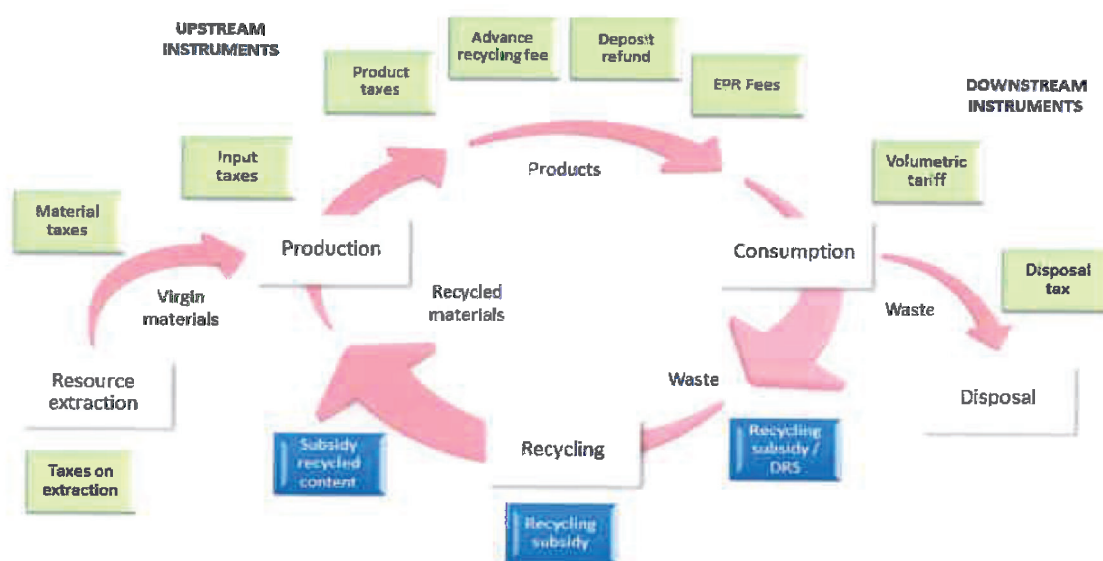 UPSTREAM
INSTRUMENTS
Advance
recycling fee
Deposit
refund
Product
taxes
EPR Fees
DOWNSTREAM
INSTRUMENTS
Input
taxes
Products
Volumetric
tariff
Material
taxes
Production
Consumption
Disposal
tax
Virgin
materials
Recycled
materials
Waste
Resource
extraction
Waste
Disposal
Taxes on
extraction
Subsidy
recycled
content
Recycling
Recycling
subsidy /
DRS
Recycling
subsidy